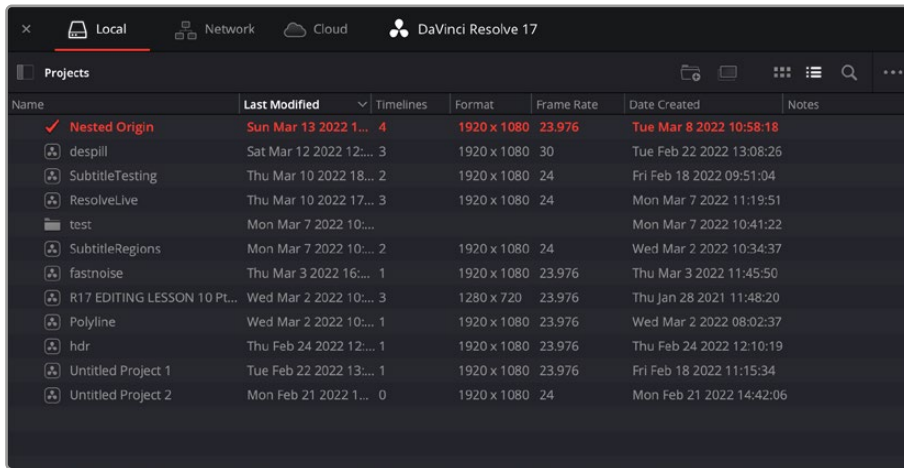 × Local Network Cloud DaVinci Resolve 17
Projects
Name Last Modified Timelines Format Frame Rate Date Created Notes
Nested Origin Sun Mar 13 2022 1... 4 1920 x 1080 23.976 Tue Mar 8 2022 10:58:18
despill Sat Mar 12 2022 12:... 3 1920 x 1080 30 Tue Feb 22 2022 13:08:26
SubtitleTesting Thu Mar 10 2022 18... 2 1920 x 1080 24 Fri Feb 18 2022 09:51:04
ResolveLive Thu Mar 10 2022 17... 3 1920 x 1080 24 Mon Mar 7 2022 11:19:51
test Mon Mar 7 2022 10:... Mon Mar 7 2022 10:41:22
SubtitleRegions Mon Mar 7 2022 10:... 2 1920 x 1080 24 Wed Mar 2 2022 10:34:37
fastnoise Thu Mar 3 2022 16:... 1 1920 x 1080 23.976 Thu Mar 3 2022 11:45:50
R17 EDITING LESSON 10 Pt... Wed Mar 2 2022 10:... 3 1280 x 720 23.976 Thu Jan 28 2021 11:48:20
Polyline Wed Mar 2 2022 10:... 1 1920 x 1080 23.976 Wed Mar 2 2022 08:02:37
hdr Thu Feb 24 2022 12:... 1 1920 x 1080 23.976 Thu Feb 24 2022 12:10:19
Untitled Project 1 Tue Feb 22 2022 13:... 1 1920 x 1080 23.976 Fri Feb 18 2022 11:15:34
Untitled Project 2 Mon Feb 21 2022 1... 0 1920 x 1080 24 Mon Feb 21 2022 14:42:06